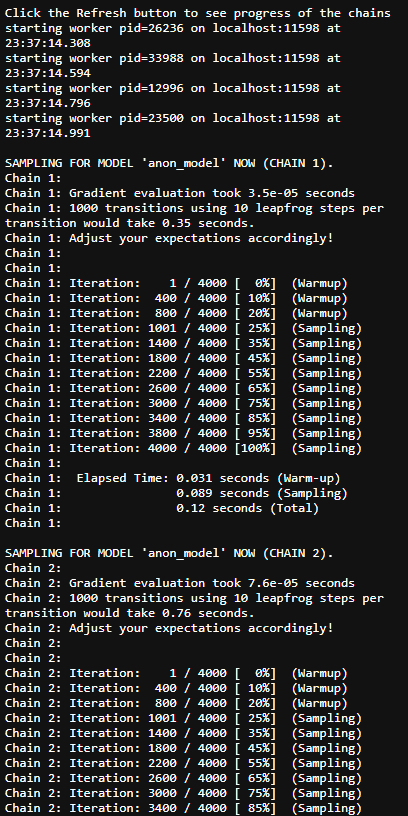 Click the Refresh button to see progress of the chains
starting worker pid=26236 on localhost:11598 at
23:37:14.308
starting worker pid=33988 on localhost:11598 at
23:37:14.594
starting worker pid=12996 on localhost:11598 at
23:37:14.796
starting worker pid=23500 on localhost:11598 at
23:37:14.991

SAMPLING FOR MODEL 'anon_model' NOW (CHAIN 1).
Chain 1:
Chain 1: Gradient evaluation took 3.5e-05 seconds
Chain 1: 1000 transitions using 10 leapfrog steps per
transition would take 0.35 seconds.
Chain 1: Adjust your expectations accordingly!
Chain 1:
Chain 1:
Chain 1: Iteration:    1 / 4000 [  0%]  (Warmup)
Chain 1: Iteration:  400 / 4000 [ 10%]  (Warmup)
Chain 1: Iteration:  800 / 4000 [ 20%]  (Warmup)
Chain 1: Iteration: 1001 / 4000 [ 25%]  (Sampling)
Chain 1: Iteration: 1400 / 4000 [ 35%]  (Sampling)
Chain 1: Iteration: 1800 / 4000 [ 45%]  (Sampling)
Chain 1: Iteration: 2200 / 4000 [ 55%]  (Sampling)
Chain 1: Iteration: 2600 / 4000 [ 65%]  (Sampling)
Chain 1: Iteration: 3000 / 4000 [ 75%]  (Sampling)
Chain 1: Iteration: 3400 / 4000 [ 85%]  (Sampling)
Chain 1: Iteration: 3800 / 4000 [ 95%]  (Sampling)
Chain 1: Iteration: 4000 / 4000 [100%]  (Sampling)
Chain 1:
Chain 1:  Elapsed Time: 0.031 seconds (Warm-up)
Chain 1:                0.089 seconds (Sampling)
Chain 1:                0.12 seconds (Total)
Chain 1:

SAMPLING FOR MODEL 'anon_model' NOW (CHAIN 2).
Chain 2:
Chain 2: Gradient evaluation took 7.6e-05 seconds
Chain 2: 1000 transitions using 10 leapfrog steps per
transition would take 0.76 seconds.
Chain 2: Adjust your expectations accordingly!
Chain 2:
Chain 2:
Chain 2: Iteration:    1 / 4000 [  0%]  (Warmup)
Chain 2: Iteration:  400 / 4000 [ 10%]  (Warmup)
Chain 2: Iteration:  800 / 4000 [ 20%]  (Warmup)
Chain 2: Iteration: 1001 / 4000 [ 25%]  (Sampling)
Chain 2: Iteration: 1400 / 4000 [ 35%]  (Sampling)
Chain 2: Iteration: 1800 / 4000 [ 45%]  (Sampling)
Chain 2: Iteration: 2200 / 4000 [ 55%]  (Sampling)
Chain 2: Iteration: 2600 / 4000 [ 65%]  (Sampling)
Chain 2: Iteration: 3000 / 4000 [ 75%]  (Sampling)
Chain 2: Iteration: 3400 / 4000 [ 85%]  (Sampling)